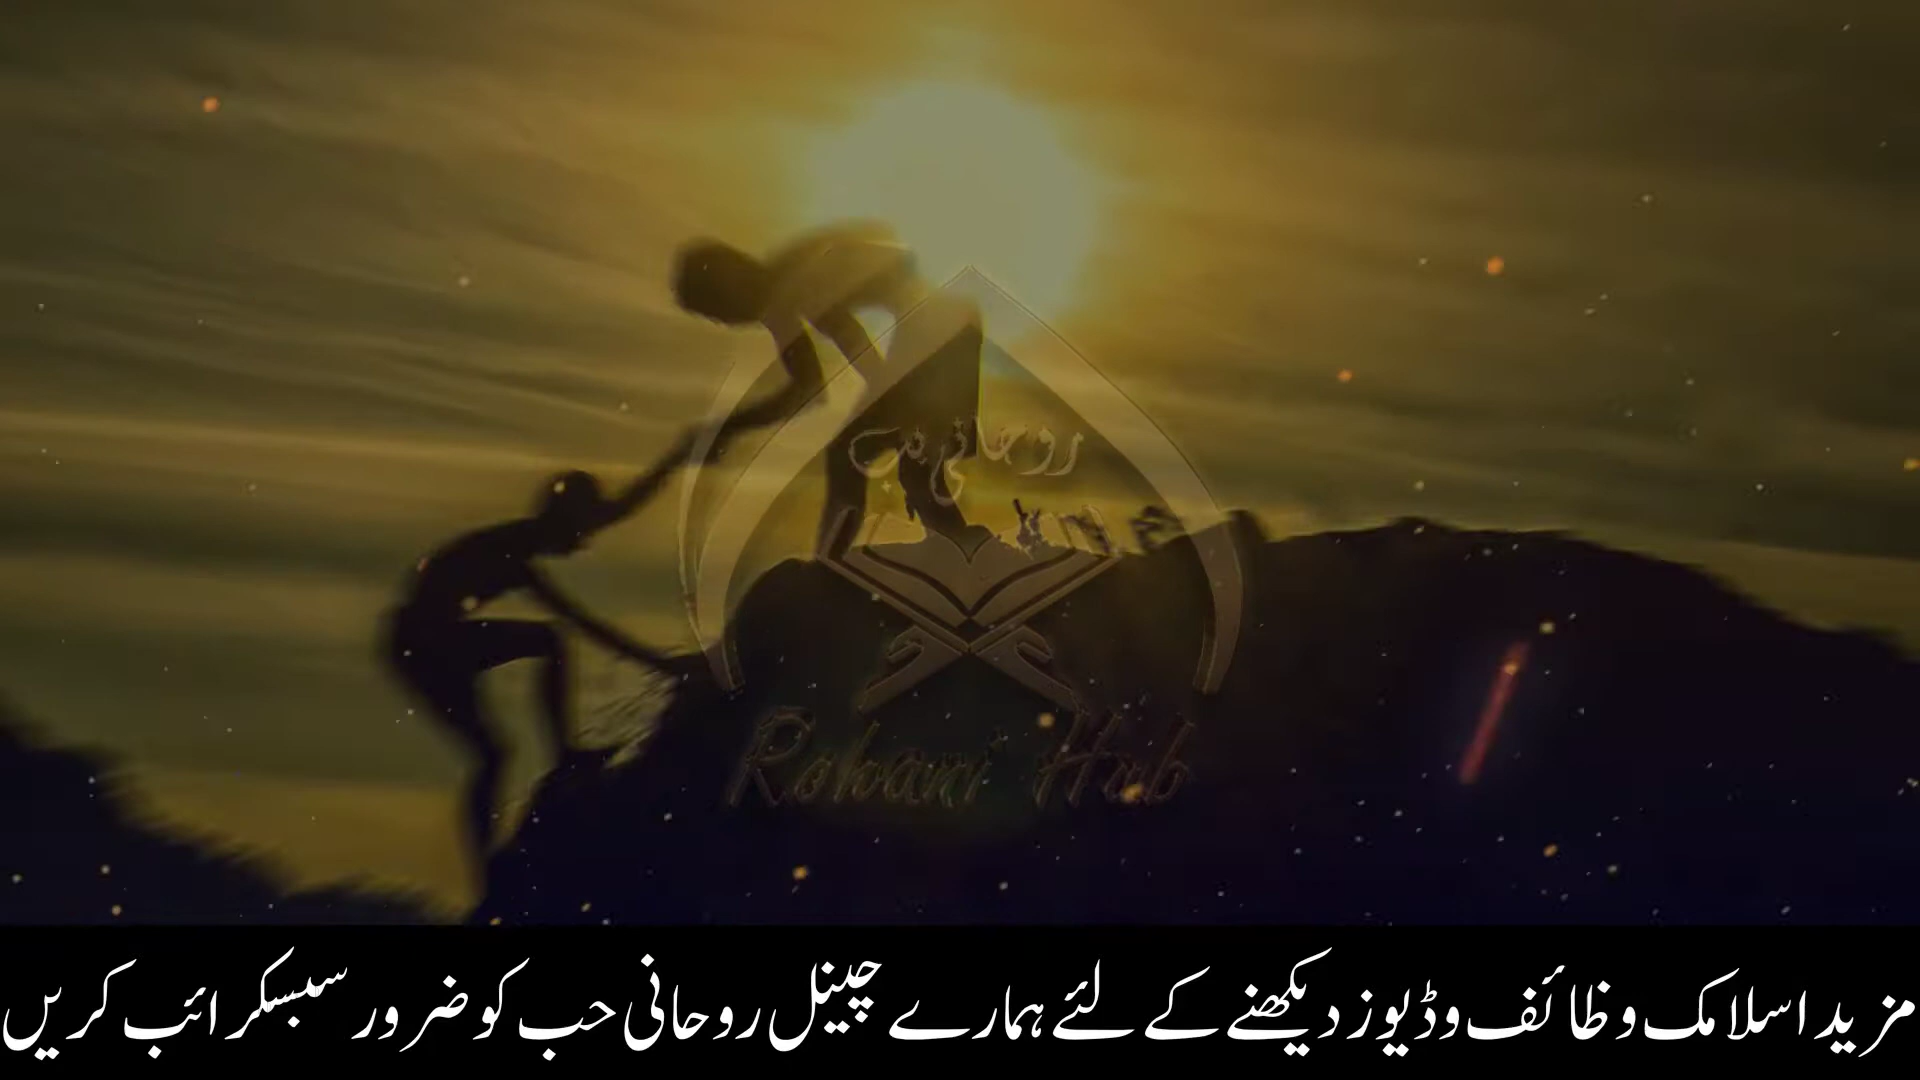 روحانی حب
Rohani Hub
مزید اسلامک وظائف وڈیوز دیکھنے کے لئے ہمارے چینل روحانی حب کو ضرور سبسکرائب کریں